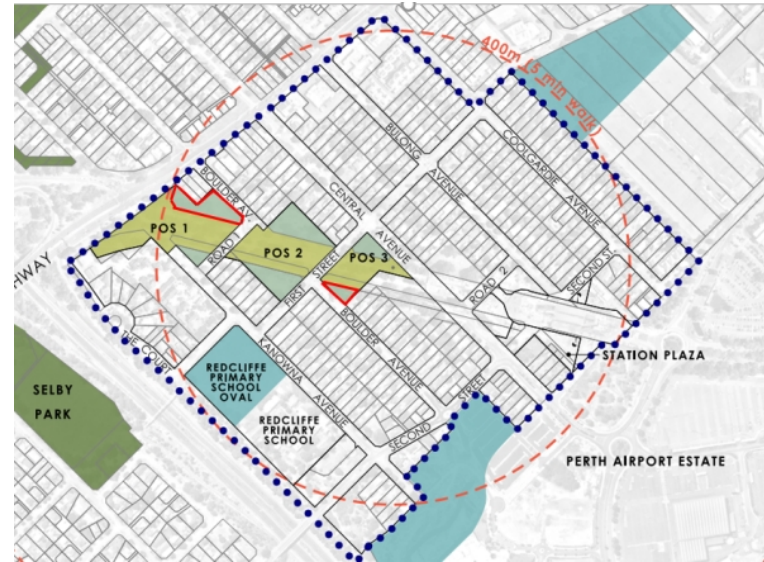 400m (5 min walk)
COOLGARDIE AVENUE
BULONG
AVENUE
BOULDER AV.
CENTRAL
AVENUE
POS 1
ROAD
POS 2
FIRST STREET
POS 3
ROAD 2
SECOND ST.
HWAY
THE COURT
KANOWNA
AVENUE
BOULDER
AVENUE
SECOND STREET
STATION PLAZA
REDCLIFFE
PRIMARY
SCHOOL
OVAL
REDCLIFFE
PRIMARY
SCHOOL
SELBY
PARK
PERTH AIRPORT ESTATE